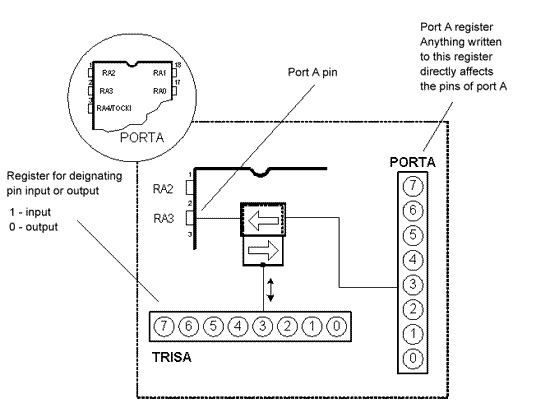 Port A register
Anything written
to this register
directly affects
the pins of port A
1 18
RA2 RA1
2 17
RA3 RA0
3
RA4/TOCKI
PORTA
Port A pin
PORTA
Register for deignating
pin input or output
1 - input
0 - output
1
RA2
2
RA3
3
7
6
5
4
3
2
1
0
7 6 5 4 3 2 1 0
TRISA